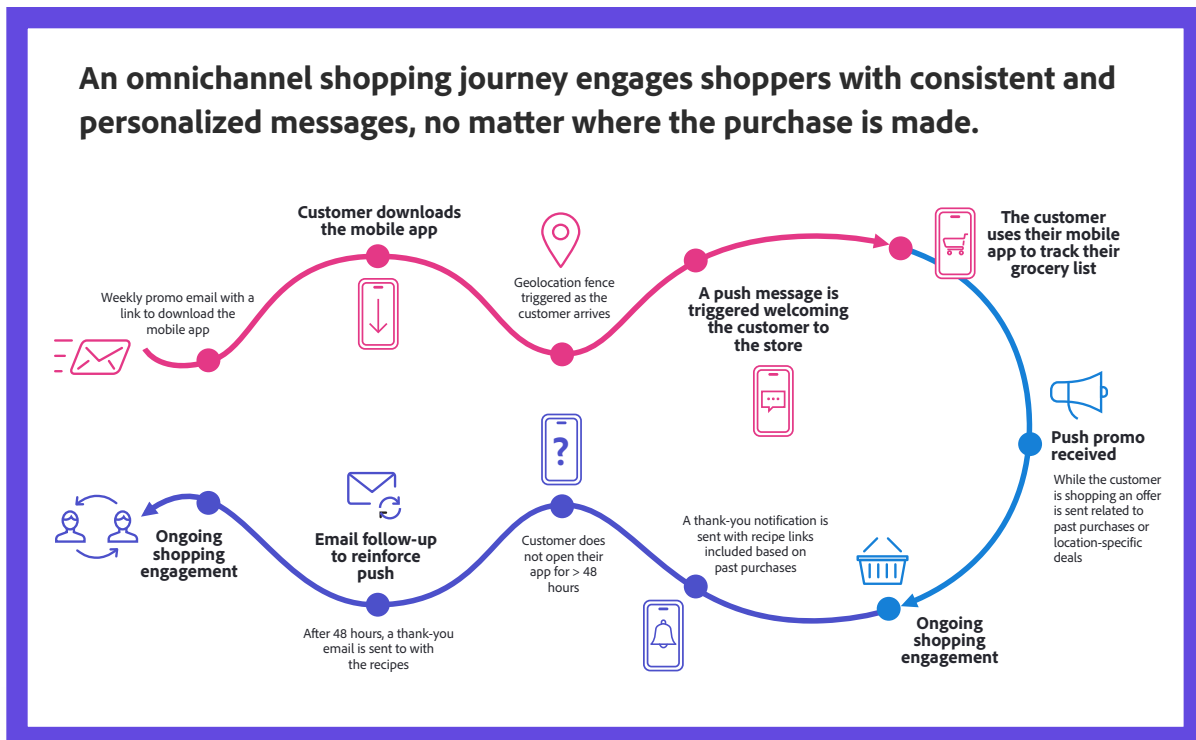 An omnichannel shopping journey engages shoppers with consistent and
personalized messages, no matter where the purchase is made.
Weekly promo email with a
link to download the
mobile app
Customer downloads
the mobile app
Geolocation fence
triggered as the
customer arrives
A push message is
triggered welcoming
the customer to
the store
The customer
uses their mobile
app to track their
grocery list
Push promo
received
While the customer
is shopping an offer
is sent related to
past purchases or
location-specific
deals
Ongoing
shopping
engagement
A thank-you notification is
sent with recipe links
included based on
past purchases
?
Customer does
not open their
app for > 48
hours
Email follow-up
to reinforce
push
After 48 hours, a thank-you
email is sent to with
the recipes
Ongoing
shopping
engagement